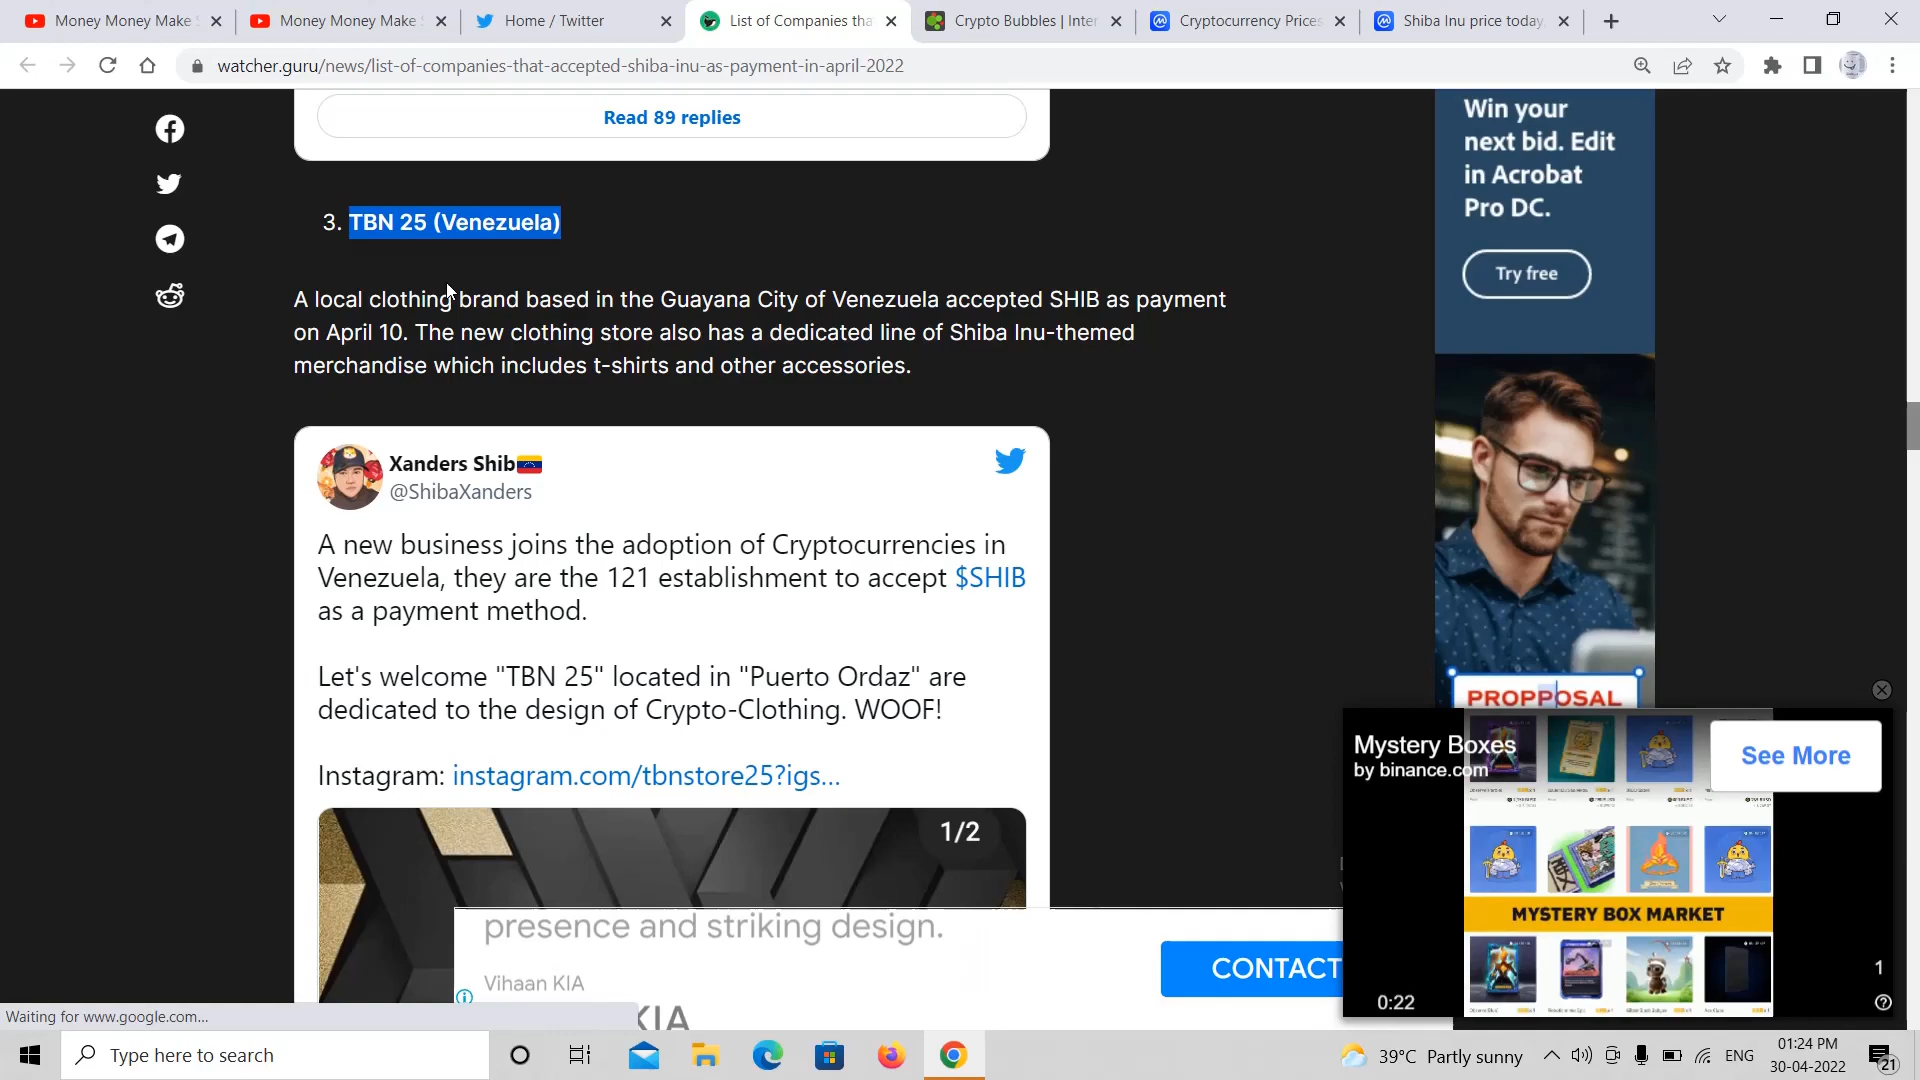 Money Money Make S
Money Money Make S
Home / Twitter
List of Companies tha
Crypto Bubbles | Inter
Cryptocurrency Prices
Shiba Inu price today,
watcher.guru/news/list-of-companies-that-accepted-shiba-inu-as-payment-in-april-2022
Read 89 replies
3. TBN 25 (Venezuela)
A local clothing brand based in the Guayana City of Venezuela accepted SHIB as payment
on April 10. The new clothing store also has a dedicated line of Shiba Inu-themed
merchandise which includes t-shirts and other accessories.
Xanders Shib
@ShibaXanders
A new business joins the adoption of Cryptocurrencies in
Venezuela, they are the 121 establishment to accept $SHIB
as a payment method.
Let's welcome "TBN 25" located in "Puerto Ordaz" are
dedicated to the design of Crypto-Clothing. WOOF!
Instagram: instagram.com/tbnstore25?igs...
1/2
presence and striking design.
Vihaan KIA
KIA
CONTACT
Win your
next bid. Edit
in Acrobat
Pro DC.
Try free
PROPPOSAL
Mystery Boxes
by binance.com
See More
MYSTERY BOX MARKET
0:22
1
Waiting for www.google.com...
Type here to search
39°C Partly sunny
ENG
01:24 PM
30-04-2022
21